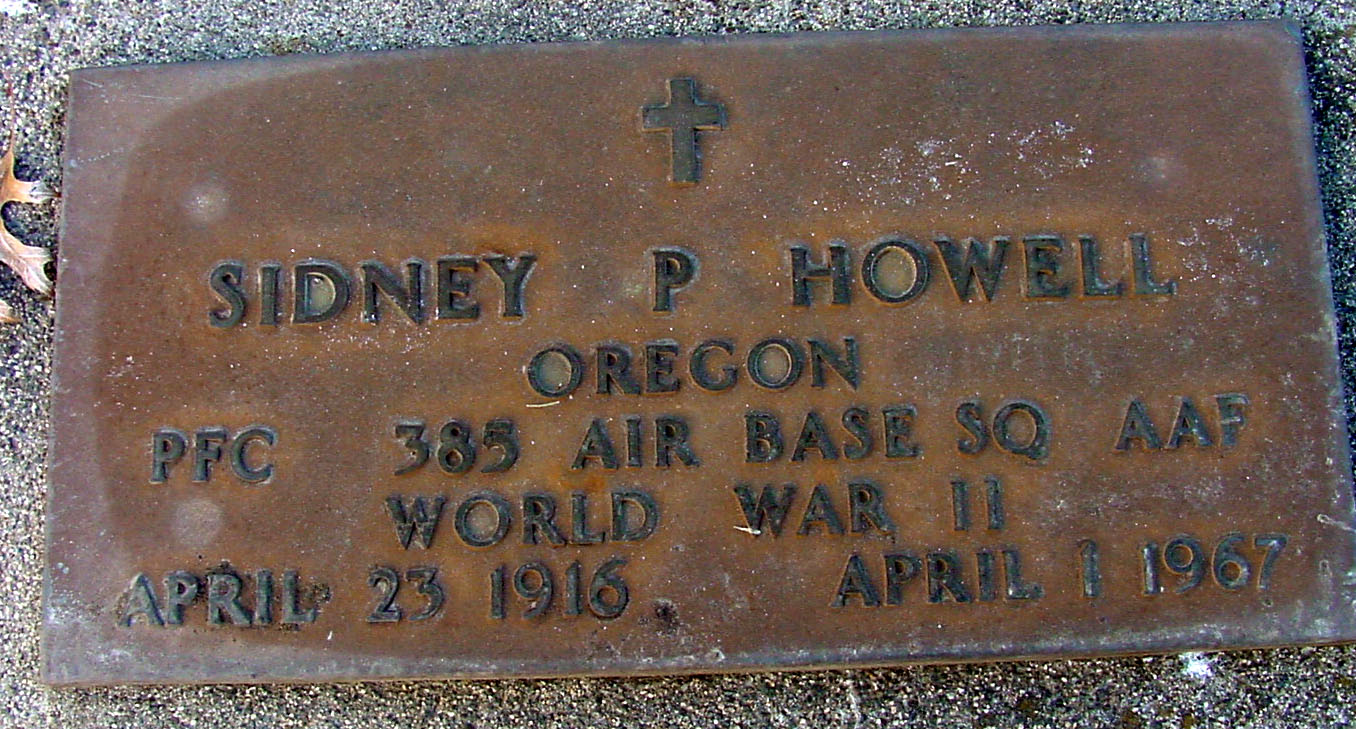 SIDNEY P HOWELL
OREGON
PFC 385 AIR BASE SQ AAF
WORLD WAR II
APRIL 23 1916 APRIL 1 1967